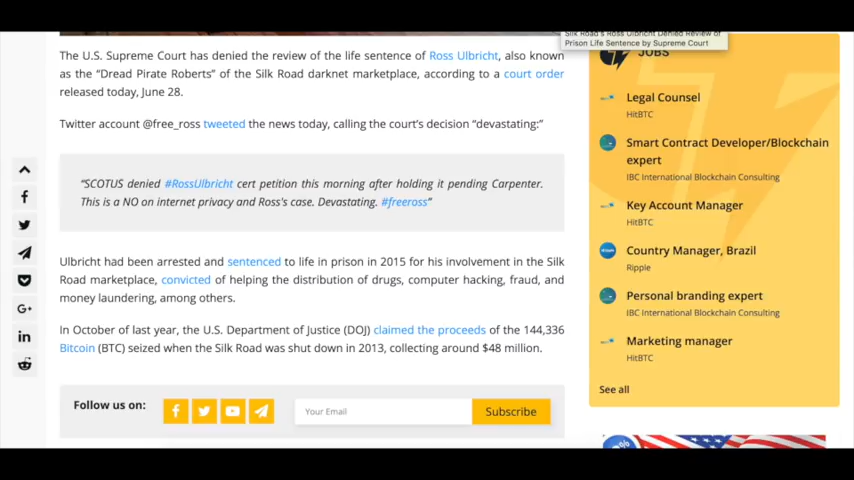 Silk Road's Ross Ulbricht Denied Review of
Prison Life Sentence by Supreme Court
The U.S. Supreme Court has denied the review of the life sentence of Ross Ulbricht, also known
as the “Dread Pirate Roberts” of the Silk Road darknet marketplace, according to a court order
released today, June 28.
Twitter account @free_ross tweeted the news today, calling the court’s decision “devastating:”
“SCOTUS denied #RossUlbricht cert petition this morning after holding it pending Carpenter.
This is a NO on internet privacy and Ross's case. Devastating. #freeross”
Ulbricht had been arrested and sentenced to life in prison in 2015 for his involvement in the Silk
Road marketplace, convicted of helping the distribution of drugs, computer hacking, fraud, and
money laundering, among others.
In October of last year, the U.S. Department of Justice (DOJ) claimed the proceeds of the 144,336
Bitcoin (BTC) seized when the Silk Road was shut down in 2013, collecting around $48 million.
Follow us on:
Your Email
Subscribe
JOBS
Legal Counsel
HitBTC
Smart Contract Developer/Blockchain
expert
IBC International Blockchain Consulting
Key Account Manager
HitBTC
Country Manager, Brazil
Ripple
Personal branding expert
IBC International Blockchain Consulting
Marketing manager
HitBTC
See all